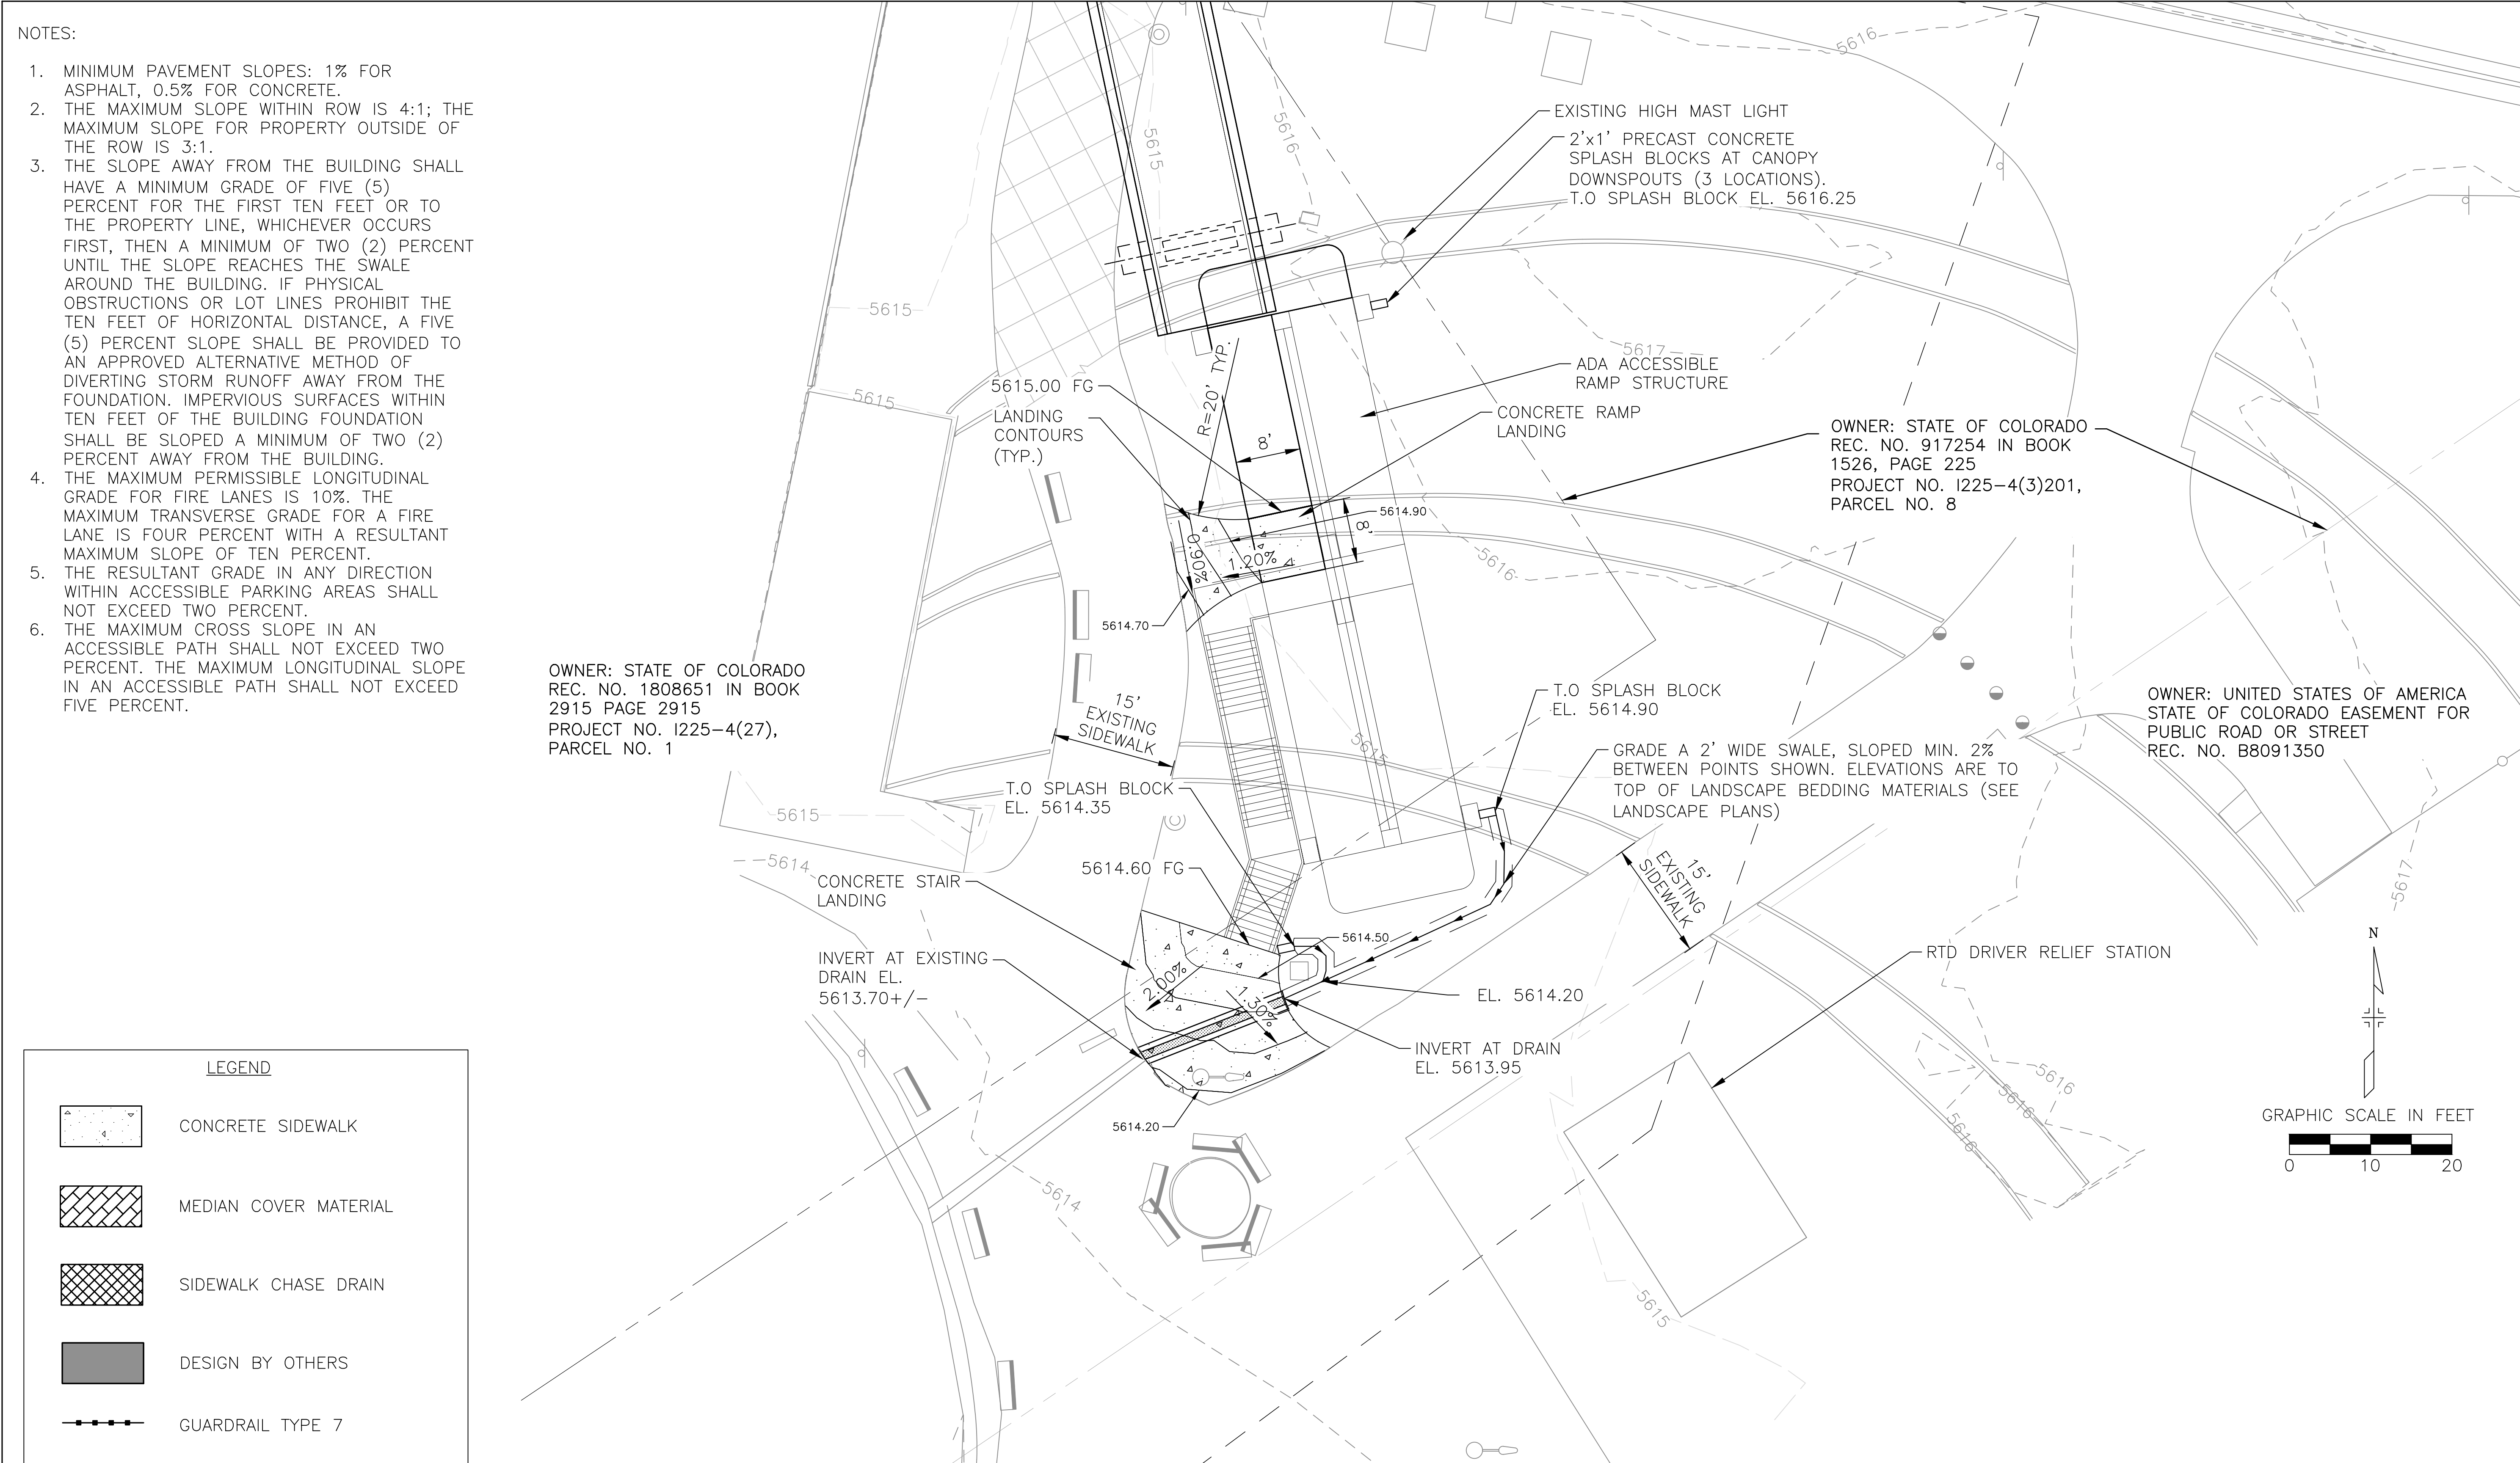 NOTES:
1. MINIMUM PAVEMENT SLOPES: 1% FOR
ASPHALT, 0.5% FOR CONCRETE.
2. THE MAXIMUM SLOPE WITHIN ROW IS 4:1; THE
MAXIMUM SLOPE FOR PROPERTY OUTSIDE OF
THE ROW IS 3:1.
3. THE SLOPE AWAY FROM THE BUILDING SHALL
HAVE A MINIMUM GRADE OF FIVE (5)
PERCENT FOR THE FIRST TEN FEET OR TO
THE PROPERTY LINE, WHICHEVER OCCURS
FIRST, THEN A MINIMUM OF TWO (2) PERCENT
UNTIL THE SLOPE REACHES THE SWALE
AROUND THE BUILDING. IF PHYSICAL
OBSTRUCTIONS OR LOT LINES PROHIBIT THE
TEN FEET OF HORIZONTAL DISTANCE, A FIVE
(5) PERCENT SLOPE SHALL BE PROVIDED TO
AN APPROVED ALTERNATIVE METHOD OF
DIVERTING STORM RUNOFF AWAY FROM THE
FOUNDATION. IMPERVIOUS SURFACES WITHIN
TEN FEET OF THE BUILDING FOUNDATION
SHALL BE SLOPED A MINIMUM OF TWO (2)
PERCENT AWAY FROM THE BUILDING.
4. THE MAXIMUM PERMISSIBLE LONGITUDINAL
GRADE FOR FIRE LANES IS 10%. THE
MAXIMUM TRANSVERSE GRADE FOR A FIRE
LANE IS FOUR PERCENT WITH A RESULTANT
MAXIMUM SLOPE OF TEN PERCENT.
5. THE RESULTANT GRADE IN ANY DIRECTION
WITHIN ACCESSIBLE PARKING AREAS SHALL
NOT EXCEED TWO PERCENT.
6. THE MAXIMUM CROSS SLOPE IN AN
ACCESSIBLE PATH SHALL NOT EXCEED TWO
PERCENT. THE MAXIMUM LONGITUDINAL SLOPE
IN AN ACCESSIBLE PATH SHALL NOT EXCEED
FIVE PERCENT.
LEGEND
CONCRETE SIDEWALK
MEDIAN COVER MATERIAL
SIDEWALK CHASE DRAIN
DESIGN BY OTHERS
GUARDRAIL TYPE 7
5616
5615
5616
EXISTING HIGH MAST LIGHT
2'x1' PRECAST CONCRETE
SPLASH BLOCKS AT CANOPY
DOWNSPOUTS (3 LOCATIONS).
T.O SPLASH BLOCK EL. 5616.25
5615
5617
5615
ADA ACCESSIBLE
RAMP STRUCTURE
5615.00 FG
R=20' TYP.
LANDING
CONTOURS
(TYP.)
8'
CONCRETE RAMP
LANDING
OWNER: STATE OF COLORADO
REC. NO. 917254 IN BOOK
1526, PAGE 225
PROJECT NO. I225-4(3)201,
PARCEL NO. 8
5614.90
8'
0.90%
1.20%
5616
5614.70
OWNER: STATE OF COLORADO
REC. NO. 1808651 IN BOOK
2915 PAGE 2915
PROJECT NO. I225-4(27),
PARCEL NO. 1
15'
EXISTING
SIDEWALK
T.O SPLASH BLOCK
EL. 5614.90
OWNER: UNITED STATES OF AMERICA
STATE OF COLORADO EASEMENT FOR
PUBLIC ROAD OR STREET
REC. NO. B8091350
5615
GRADE A 2' WIDE SWALE, SLOPED MIN. 2%
BETWEEN POINTS SHOWN. ELEVATIONS ARE TO
TOP OF LANDSCAPE BEDDING MATERIALS (SEE
LANDSCAPE PLANS)
T.O SPLASH BLOCK
EL. 5614.35
5615
5614
5614.60 FG
15'
EXISTING
SIDEWALK
5617
CONCRETE STAIR
LANDING
5614.50
INVERT AT EXISTING
DRAIN EL.
5613.70+/-
2.00%
1.30%
EL. 5614.20
RTD DRIVER RELIEF STATION
INVERT AT DRAIN
EL. 5613.95
5614.20
5616
5616
5616
5614
5615
N
GRAPHIC SCALE IN FEET
0 10 20